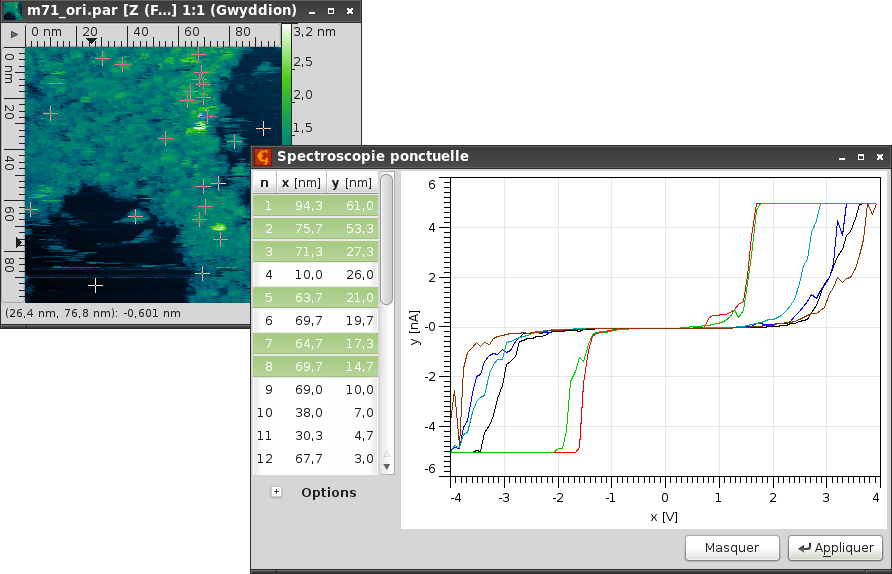 m71_ori.par [Z (F...] 1:1 (Gwyddion)
0 nm 20 40 60 80
3,2 nm
2,5
2,0
1,5
0 nm
20
40
60
80
(26,4 nm, 76,8 nm): -0,601 nm
Spectroscopie ponctuelle
n x [nm] y [nm]
1 94,3 61,0
2 75,7 53,3
3 71,3 27,3
4 10,0 26,0
5 63,7 21,0
6 69,7 19,7
7 64,7 17,3
8 69,7 14,7
9 69,0 10,0
10 38,0 7,0
11 30,3 4,7
12 67,7 3,0
Options
6
4
2
-0
-2
-4
-6
y [nA]
-4 -3 -2 -1 0 1 2 3 4
x [V]
Masquer
Appliquer